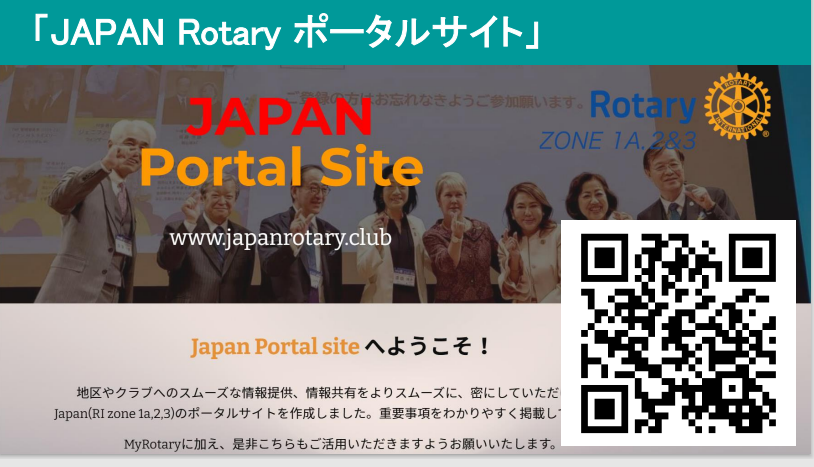 「JAPAN Rotary ポータルサイト」
ご登録の方はお忘れなきようご参加願います。
JAPAN
Portal Site
Rotary
ZONE 1A.2&3
ROTARY
INTERNATIONAL
www.japanrotary.club
Japan Portal site へようこそ！
地区やクラブへのスムーズな情報提供、情報共有をよりスムーズに、密にしていただ
Japan(RI zone 1a,2,3)のポータルサイトを作成しました。重要事項をわかりやすく掲載して
MyRotaryに加え、是非こちらもご活用いただきますようお願いいたします。